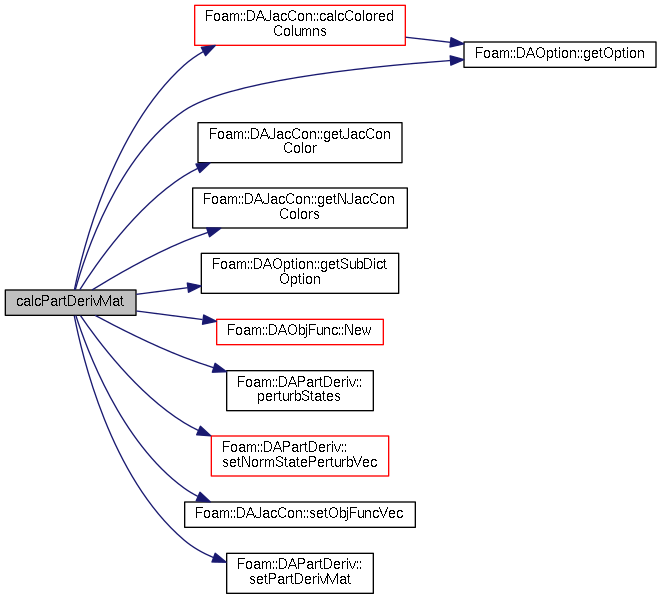 Foam::DAJacCon::calcColored
Columns
Foam::DAOption::getOption
Foam::DAJacCon::getJacCon
Color
Foam::DAJacCon::getNJacCon
Colors
Foam::DAOption::getSubDict
Option
calcPartDerivMat
Foam::DAObjFunc::New
Foam::DAPartDeriv::
perturbStates
Foam::DAPartDeriv::
setNormStatePerturbVec
Foam::DAJacCon::setObjFuncVec
Foam::DAPartDeriv::
setPartDerivMat